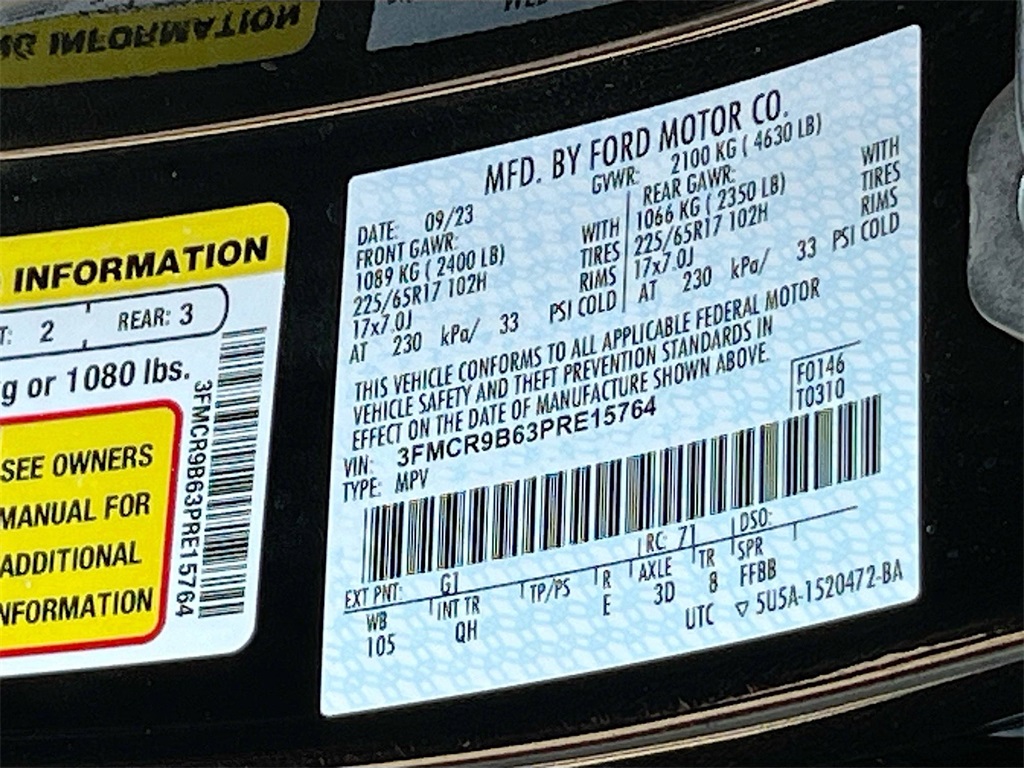 NG INFORMATION
INFORMATION
T: 2 REAR: 3
g or 1080 lbs.
SEE OWNERS
MANUAL FOR
ADDITIONAL
NFORMATION
3FMCR9B63PRE15764
MFD. BY FORD MOTOR CO.
DATE: 09/23 GVWR: 2100 KG ( 4630 LB)
FRONT GAWR: WITH REAR GAWR: WITH
1089 KG ( 2400 LB) TIRES 1066 KG ( 2350 LB) TIRES
225/65R17 102H RIMS 225/65R17 102H RIMS
17x7.0J 17x7.0J
AT 230 kPa/ 33 PSI COLD AT 230 kPa/ 33 PSI COLD
THIS VEHICLE CONFORMS TO ALL APPLICABLE FEDERAL MOTOR
VEHICLE SAFETY AND THEFT PREVENTION STANDARDS IN
EFFECT ON THE DATE OF MANUFACTURE SHOWN ABOVE.
VIN: 3FMCR9B63PRE15764 F0146
TYPE: MPV T0310
EXT PNT: G1 RC: 71 DSO:
WB INT TR TP/PS R AXLE TR SPR
105 QH E 3D 8 FFBB
UTC ▽ 5U5A-1520472-BA